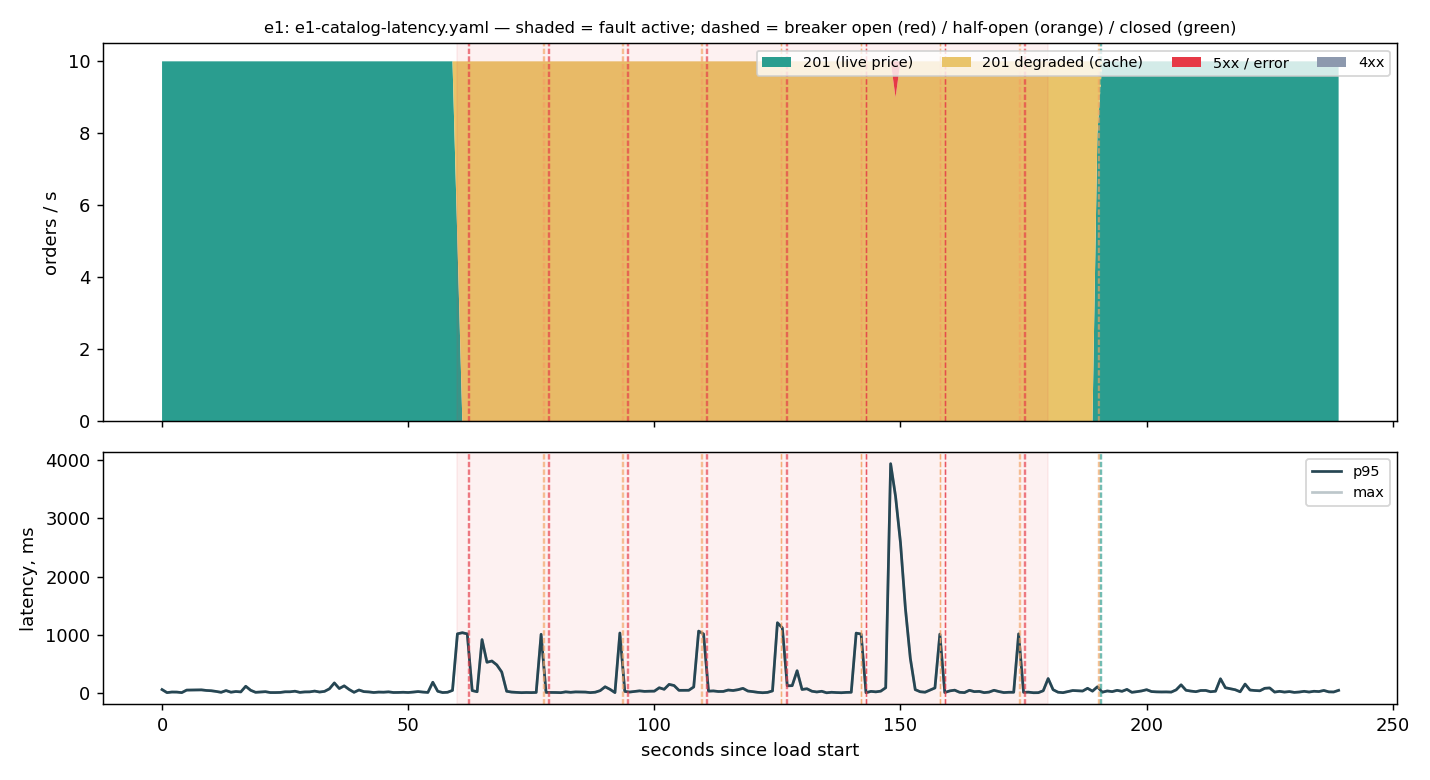 e1: e1-catalog-latency.yaml — shaded = fault active; dashed = breaker open (red) / half-open (orange) / closed (green)
201 (live price) 201 degraded (cache) 5xx / error 4xx
orders / s
10
8
6
4
2
0
p95
max
latency, ms
4000
3000
2000
1000
0
0 50 100 150 200 250
seconds since load start